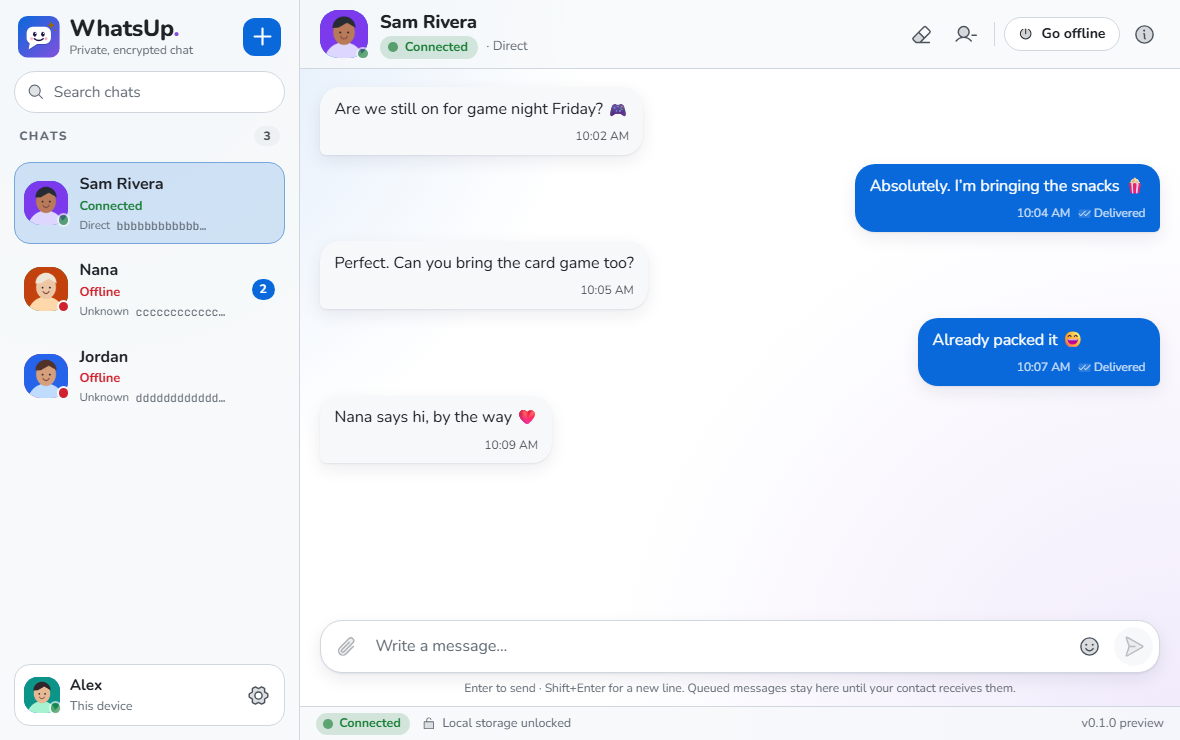 WhatsUp.
Private, encrypted chat
Search chats
CHATS
3
Sam Rivera
Connected
Direct bbbbbbbbbbbb…
Nana
Offline
Unknown cccccccccccc…
2
Jordan
Offline
Unknown dddddddddddd…
Alex
This device
Sam Rivera
Connected · Direct
Go offline
Are we still on for game night Friday? 🎮
10:02 AM
Absolutely. I’m bringing the snacks 🍿
10:04 AM Delivered
Perfect. Can you bring the card game too?
10:05 AM
Already packed it 😄
10:07 AM Delivered
Nana says hi, by the way ❤️
10:09 AM
Write a message…
Enter to send · Shift+Enter for a new line. Queued messages stay here until your contact receives them.
Connected
Local storage unlocked
v0.1.0 preview